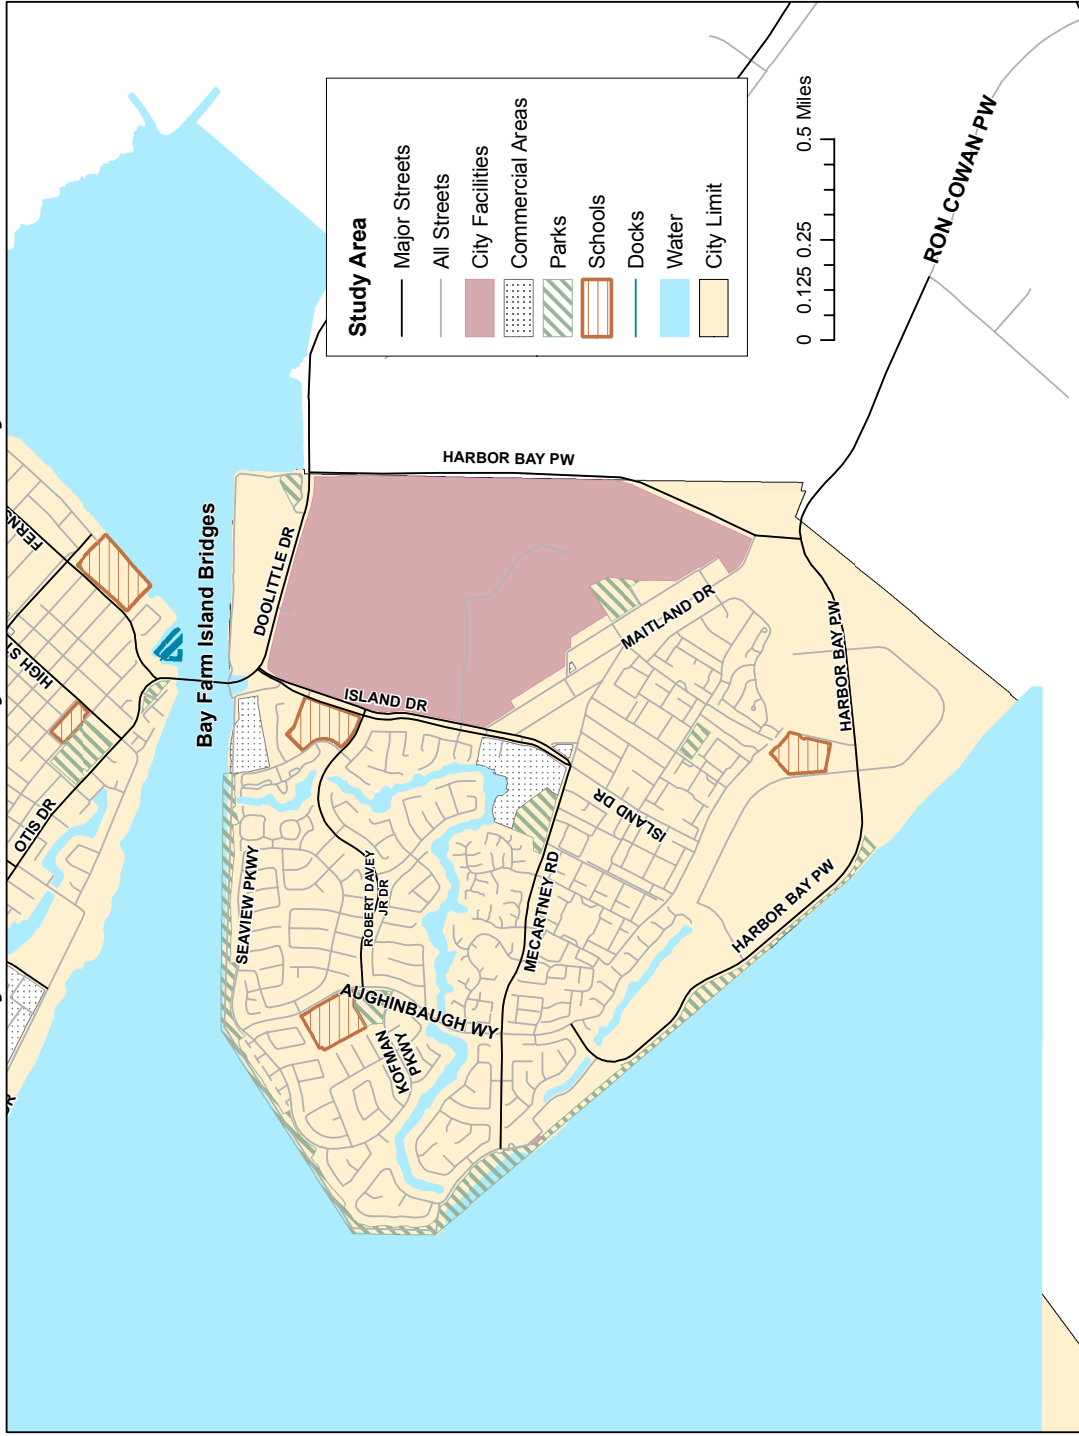 FERNS
HIGH ST
OTIS DR
Bay Farm Island Bridges
DOOLITTLE DR
HARBOR BAY PW
ISLAND DR
MAITLAND DR
SEAVIEW PKWY
ROBERT DAVEY
JR DR
AUGHINBAUGH WY
KOFMAN
PKWY
MECARTNEY RD
ISLAND DR
HARBOR BAY PW
HARBOR BAY PW
RON COWAN PW
Study Area
Major Streets
All Streets
City Facilities
Commercial Areas
Parks
Schools
Docks
Water
City Limit
0 0.125 0.25 0.5 Miles